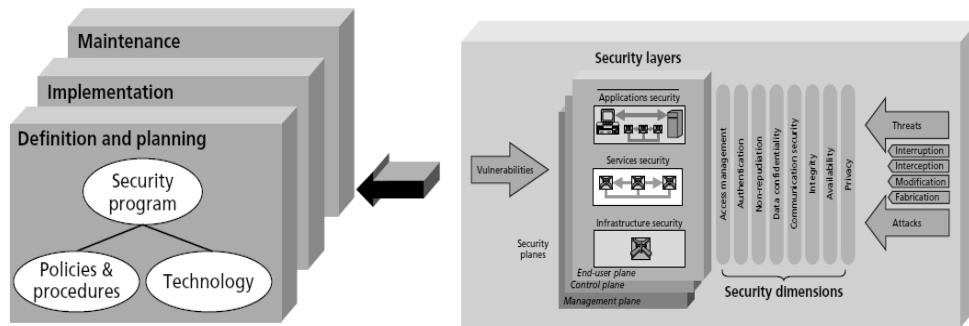 Maintenance
Implementation
Definition and planning
Security
program
Policies &
procedures
Technology
Security layers
Applications security
Services security
Infrastructure security
Vulnerabilities
Security
planes
End-user plane
Control plane
Management plane
Access management
Authentication
Non-repudiation
Data confidentiality
Communication security
Integrity
Availability
Privacy
Security dimensions
Threats
Interruption
Interception
Modification
Fabrication
Attacks